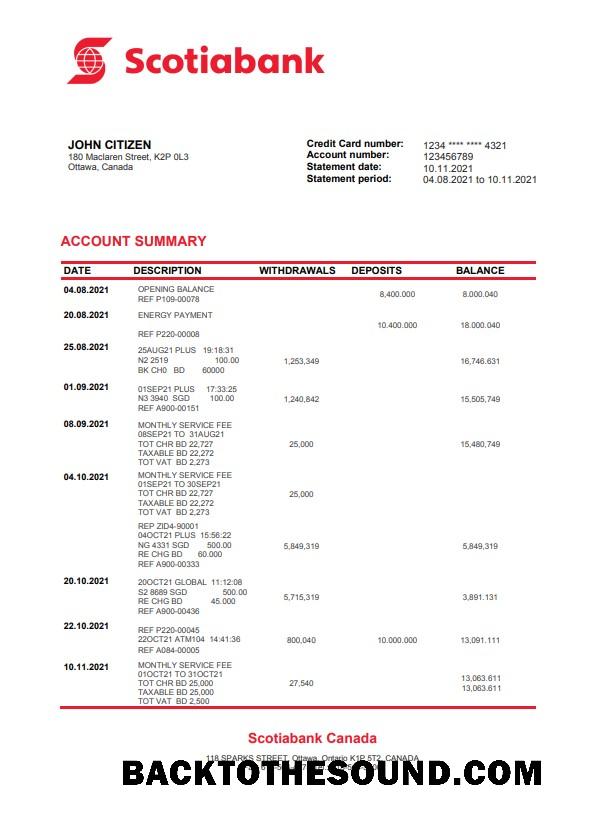 Scotiabank
JOHN CITIZEN
180 Maclaren Street, K2P 0L3
Ottawa, Canada
Credit Card number: 1234 **** **** 4321
Account number: 123456789
Statement date: 10.11.2021
Statement period: 04.08.2021 to 10.11.2021
ACCOUNT SUMMARY
DATE DESCRIPTION WITHDRAWALS DEPOSITS BALANCE
04.08.2021 OPENING BALANCE
REF P109-00078 8,400.000 8.000.040
20.08.2021 ENERGY PAYMENT
10.400.000 18.000.040
REF P220-00008
25.08.2021 25AUG21 PLUS 19:18:31
N2 2519 100.00 1,253,349 16,746.631
BK CH0 BD 60000
01.09.2021 01SEP21 PLUS 17:33:25
N3 3940 SGD 100.00 1,240,842 15,505,749
REF A900-00151
08.09.2021 MONTHLY SERVICE FEE
08SEP21 TO 31AUG21
TOT CHR BD 22,727 25,000 15,480,749
TAXABLE BD 22,272
TOT VAT BD 2,273
04.10.2021 MONTHLY SERVICE FEE
01SEP21 TO 30SEP21
TOT CHR BD 22,727 25,000
TAXABLE BD 22,272
TOT VAT BD 2,273
REP ZID4-90001
04OCT21 PLUS 15:56:22
NG 4331 SGD 500.00 5,849,319 5,849,319
RE CHG BD 60.000
REF A900-00333
20.10.2021 20OCT21 GLOBAL 11:12:08
S2 8689 SGD 500.00 5,715,319 3,891.131
RE CHG BD 45.000
REF A900-00436
22.10.2021 REF P220-00045
22OCT21 ATM104 14:41:36 800,040 10.000.000 13,091.111
REF A084-00005
10.11.2021 MONTHLY SERVICE FEE
01OCT21 TO 31OCT21 13,063.611
TOT CHR BD 25,000 27,540 13,063.611
TAXABLE BD 25,000
TOT VAT BD 2,500
Scotiabank Canada
118 SPARKS STREET, Ottawa, Ontario K1P 5T2, CANADA
BACKTOTHESOUND.COM